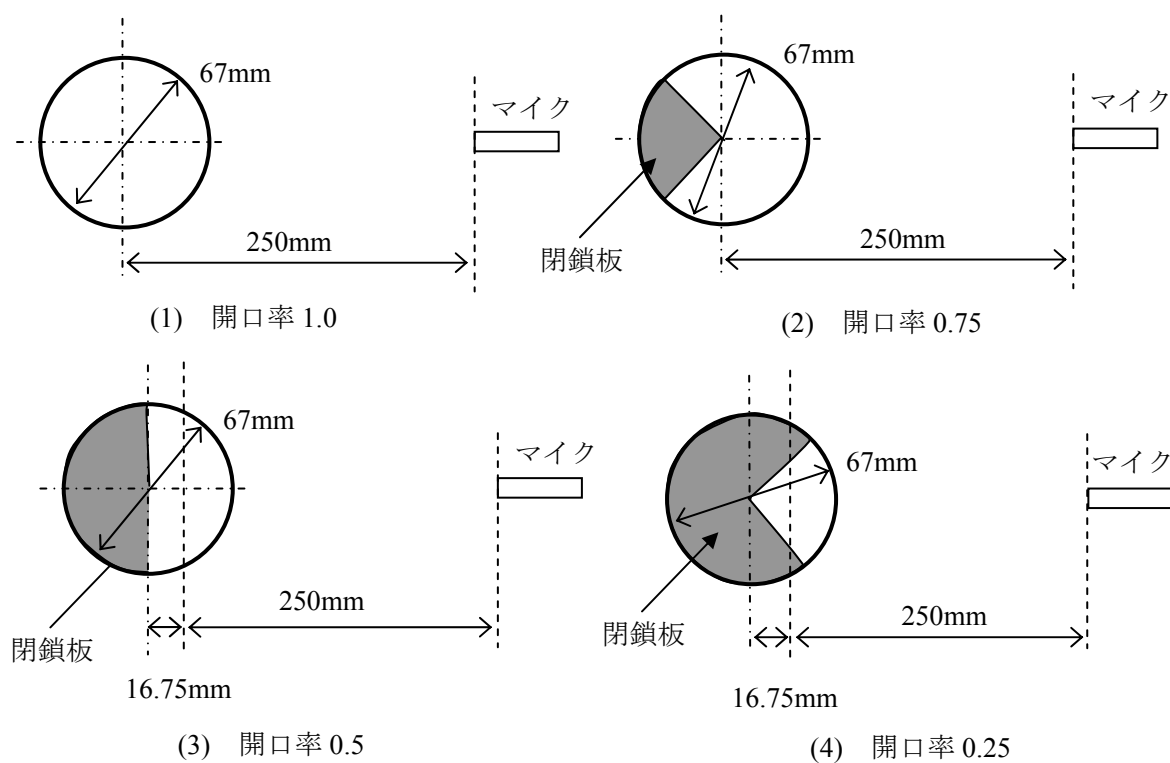 67mm
マイク
250mm
(1) 開口率 1.0
67mm
マイク
閉鎖板
250mm
(2) 開口率 0.75
67mm
マイク
250mm
閉鎖板
16.75mm
(3) 開口率 0.5
67mm
マイク
250mm
閉鎖板
16.75mm
(4) 開口率 0.25